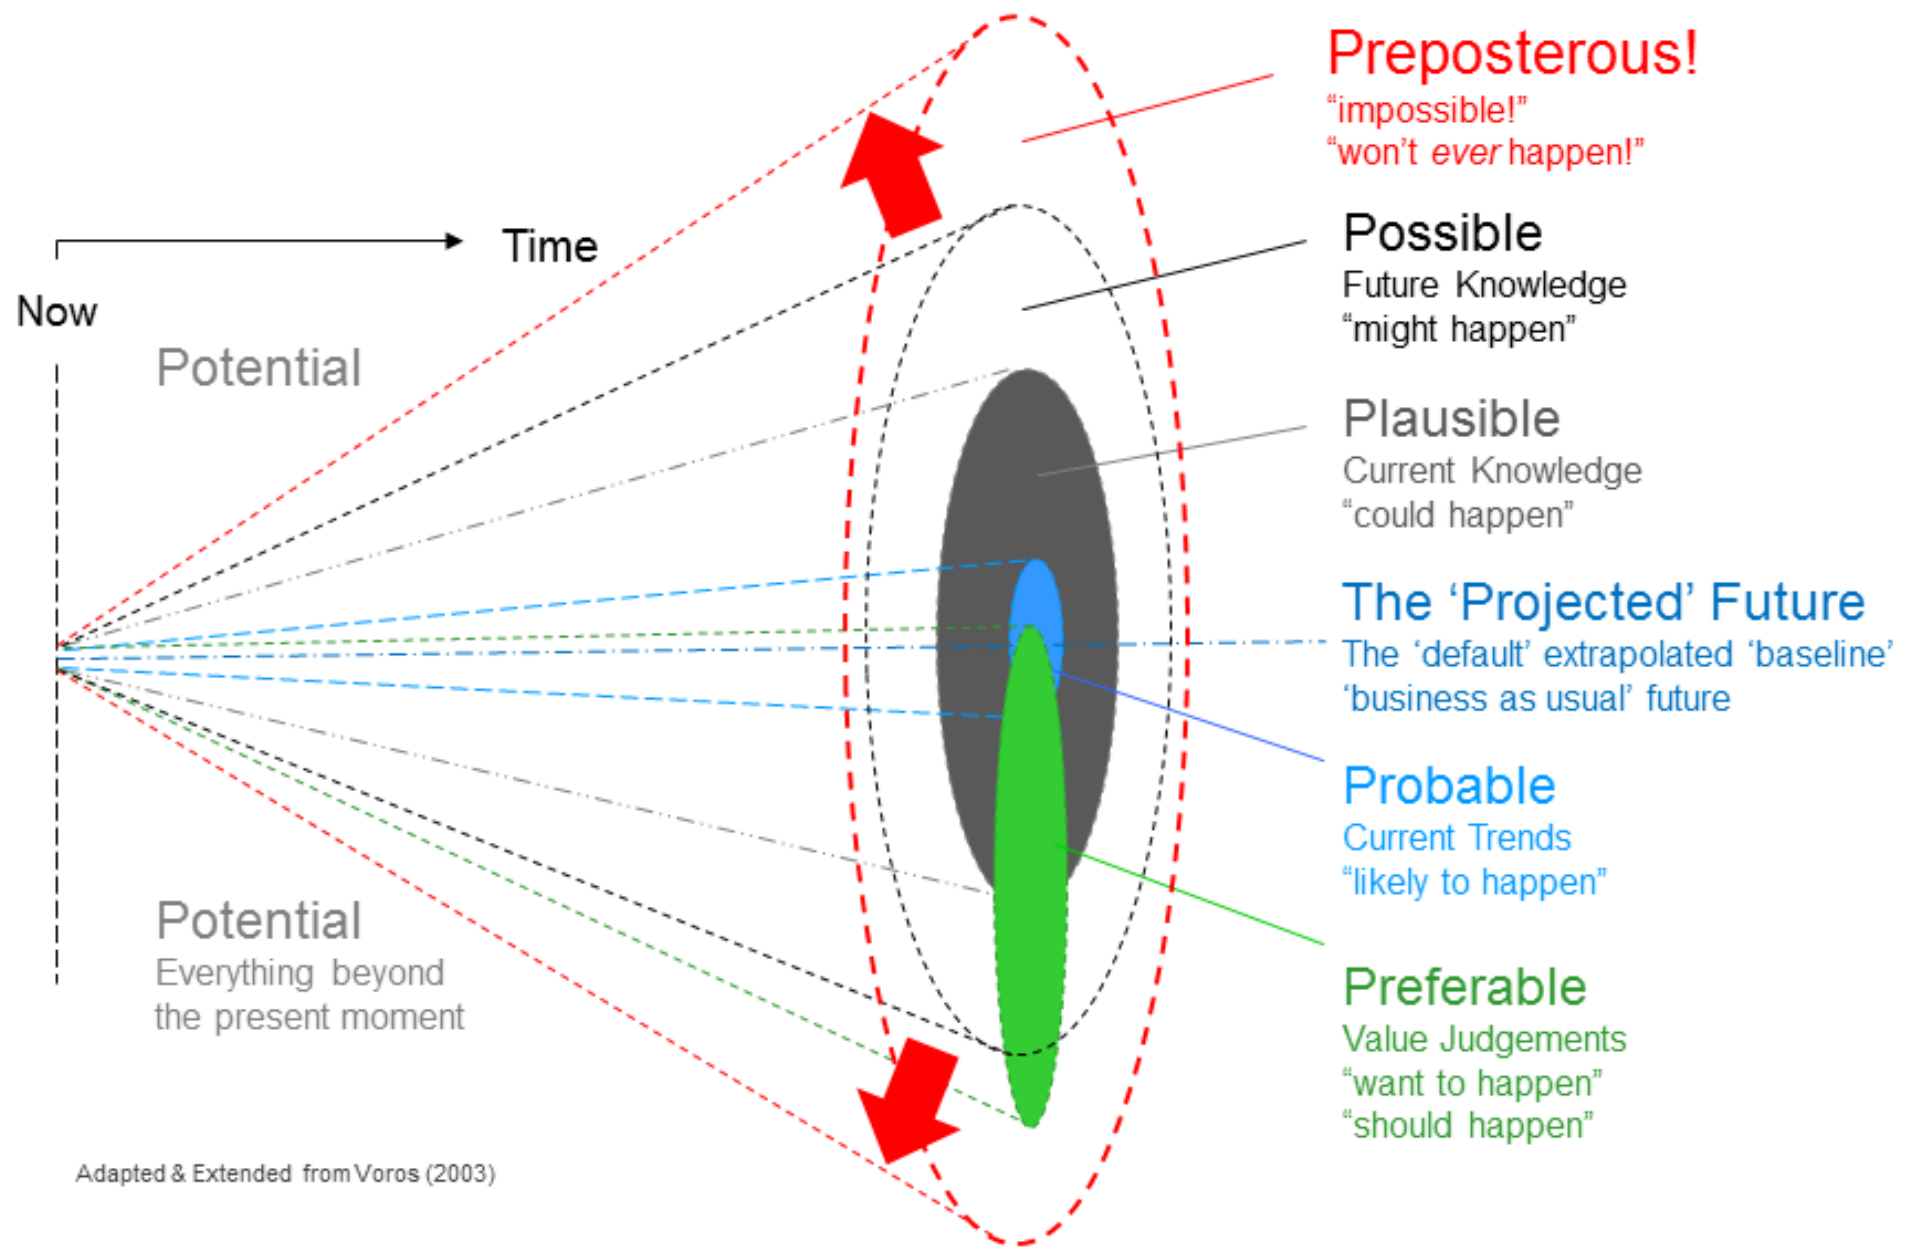 Preposterous!
“impossible!”
“won’t ever happen!”
Time
Now
Potential
Possible
Future Knowledge
“might happen”
Plausible
Current Knowledge
“could happen”
The ‘Projected’ Future
The ‘default’ extrapolated ‘baseline’
‘business as usual’ future
Probable
Current Trends
“likely to happen”
Potential
Everything beyond
the present moment
Preferable
Value Judgements
“want to happen”
“should happen”
Adapted & Extended from Voros (2003)